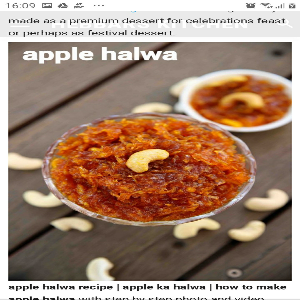 16:09
made as a premium dessert for celebrations feast
or perhaps as festival dessert
apple halwa
apple halwa recipe | apple ka halwa | how to make
apple halwa with step by step photo and video